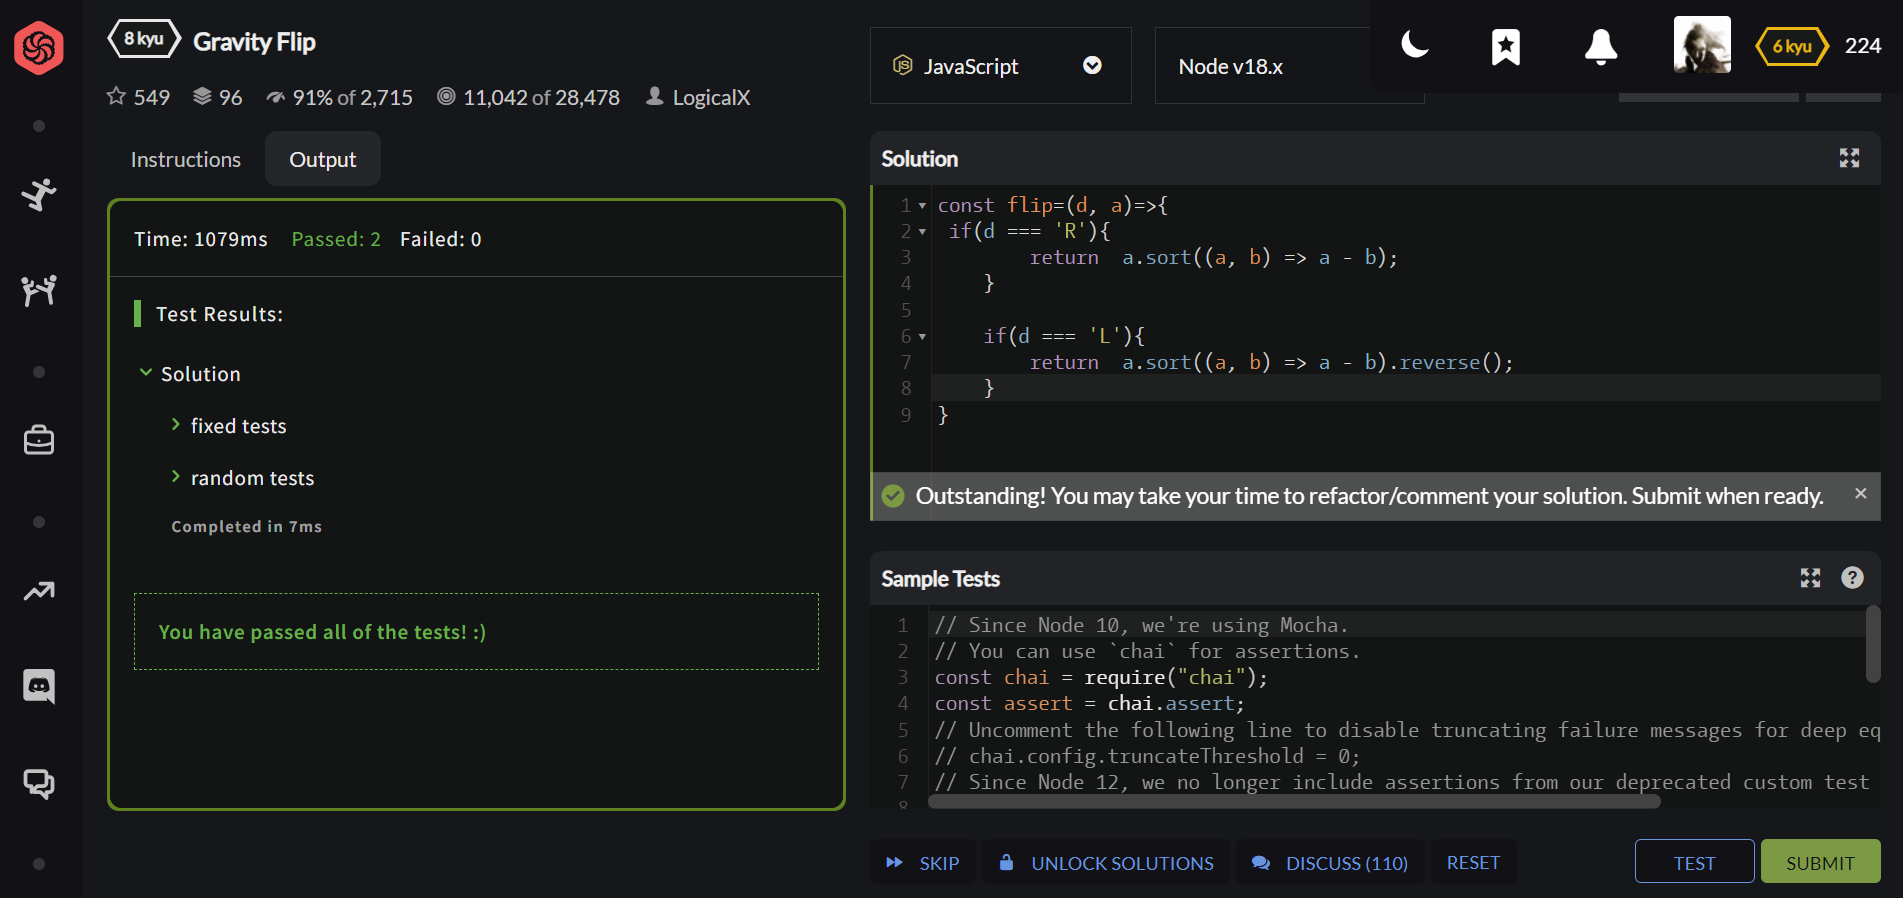 8 kyu Gravity Flip
549 96 91% of 2,715 11,042 of 28,478 LogicalX
JavaScript
Node v18.x
6 kyu 224
Instructions Output
Time: 1079ms Passed: 2 Failed: 0
Test Results:
Solution
fixed tests
random tests
Completed in 7ms
You have passed all of the tests! :)
Solution
1 const flip=(d, a)=>{
2  if(d === 'R'){
3         return  a.sort((a, b) => a - b);
4     }
5
6     if(d === 'L'){
7         return  a.sort((a, b) => a - b).reverse();
8     }
9 }
Outstanding! You may take your time to refactor/comment your solution. Submit when ready.
Sample Tests
1 // Since Node 10, we're using Mocha.
2 // You can use `chai` for assertions.
3 const chai = require("chai");
4 const assert = chai.assert;
5 // Uncomment the following line to disable truncating failure messages for deep eq
6 // chai.config.truncateThreshold = 0;
7 // Since Node 12, we no longer include assertions from our deprecated custom test
8
SKIP UNLOCK SOLUTIONS DISCUSS (110) RESET TEST SUBMIT